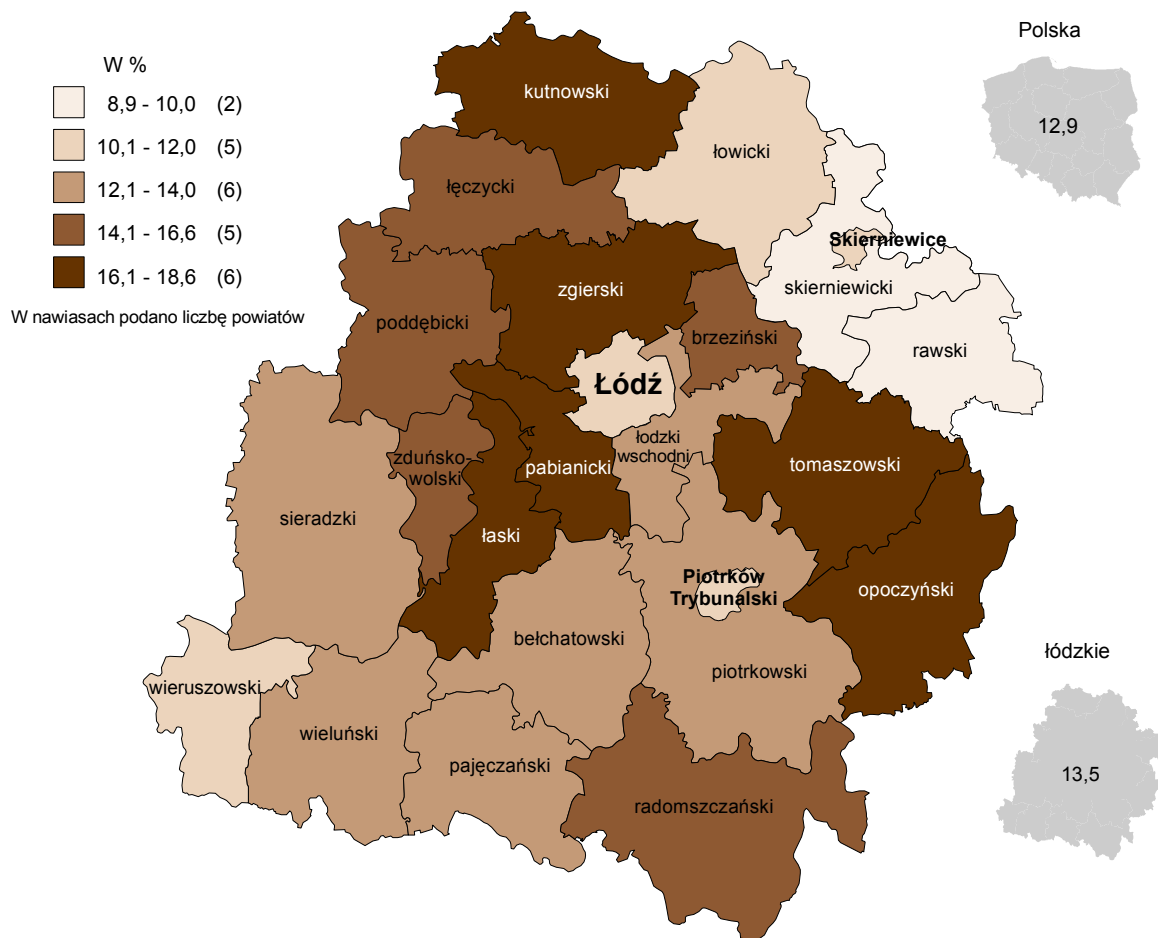 W %
8,9 - 10,0 (2)
10,1 - 12,0 (5)
12,1 - 14,0 (6)
14,1 - 16,6 (5)
16,1 - 18,6 (6)
W nawiasach podano liczbę powiatów
Polska
12,9
kutnowski
łowicki
łęczycki
Skierniewice
skierniewicki
zgierski
poddębicki
brzeziński
rawski
Łódź
łodzki
wschodni
zduńsko-
wolski
pabianicki
tomaszowski
sieradzki
łaski
Piotrków
Trybunalski
opoczyński
bełchatowski
piotrkowski
wieruszowski
wieluński
pajęczański
radomszczański
łódzkie
13,5